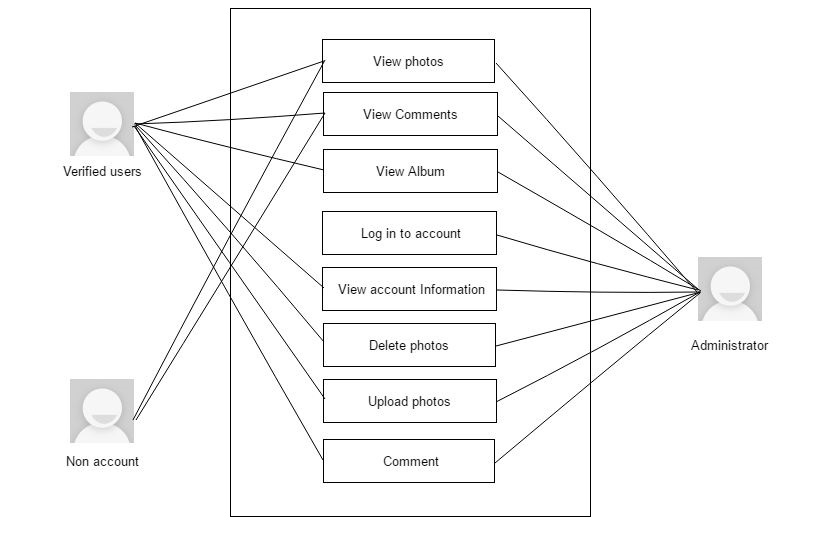 View photos
View Comments
Verified users
View Album
Log in to account
View account Information
Delete photos
Administrator
Upload photos
Non account
Comment